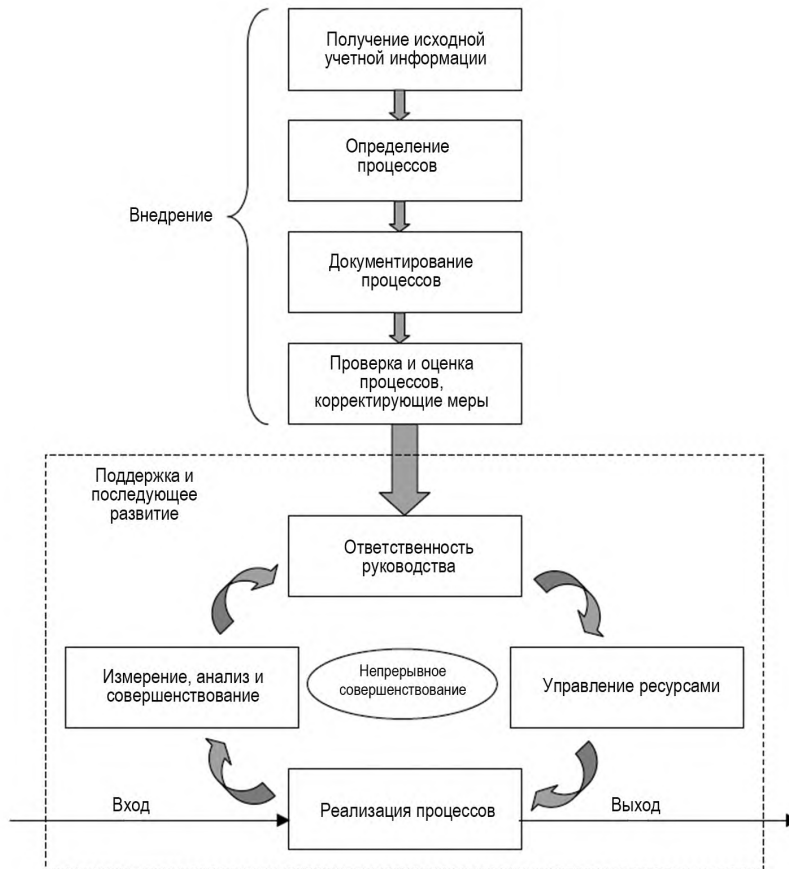 Получение исходной
учетной информации
Определение
процессов
Внедрение
Документирование
процессов
Проверка и оценка
процессов,
корректирующие меры
Поддержка и
последующее
развитие
Ответственность
руководства
Измерение, анализ и
совершенствование
Непрерывное
совершенствование
Управление ресурсами
Вход
Реализация процессов
Выход